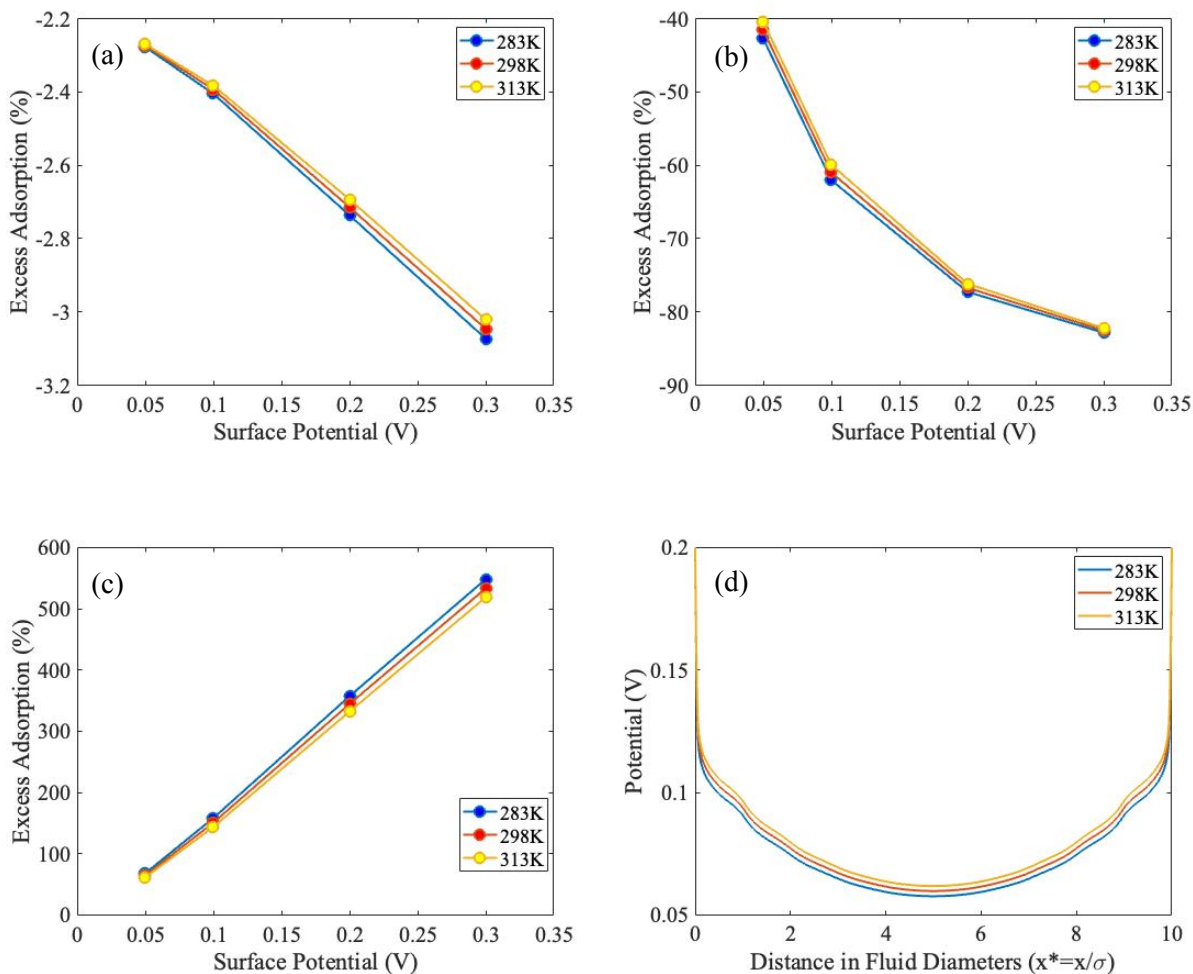 (a)
283K
298K
313K
-2.2
-2.4
-2.6
-2.8
-3
-3.2
Excess Adsorption (%)
0 0.05 0.1 0.15 0.2 0.25 0.3 0.35
Surface Potential (V)
(b)
283K
298K
313K
-40
-50
-60
-70
-80
-90
Excess Adsorption (%)
0 0.05 0.1 0.15 0.2 0.25 0.3 0.35
Surface Potential (V)
(c)
600
500
400
300
200
100
0
Excess Adsorption (%)
283K
298K
313K
0 0.05 0.1 0.15 0.2 0.25 0.3 0.35
Surface Potential (V)
(d)
283K
298K
313K
0.2
0.15
0.1
0.05
Potential (V)
0 2 4 6 8 10
Distance in Fluid Diameters (x*=x/σ)